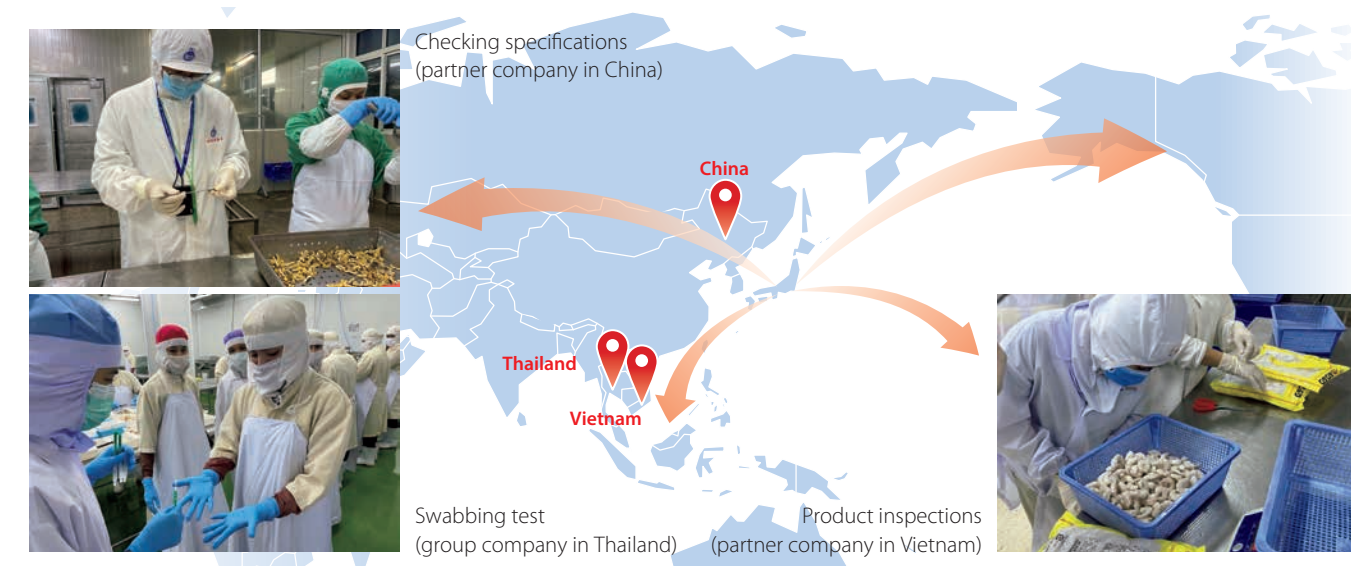 Checking specifications
(partner company in China)
China
Thailand
Vietnam
Swabbing test
(group company in Thailand)
Product inspections
(partner company in Vietnam)